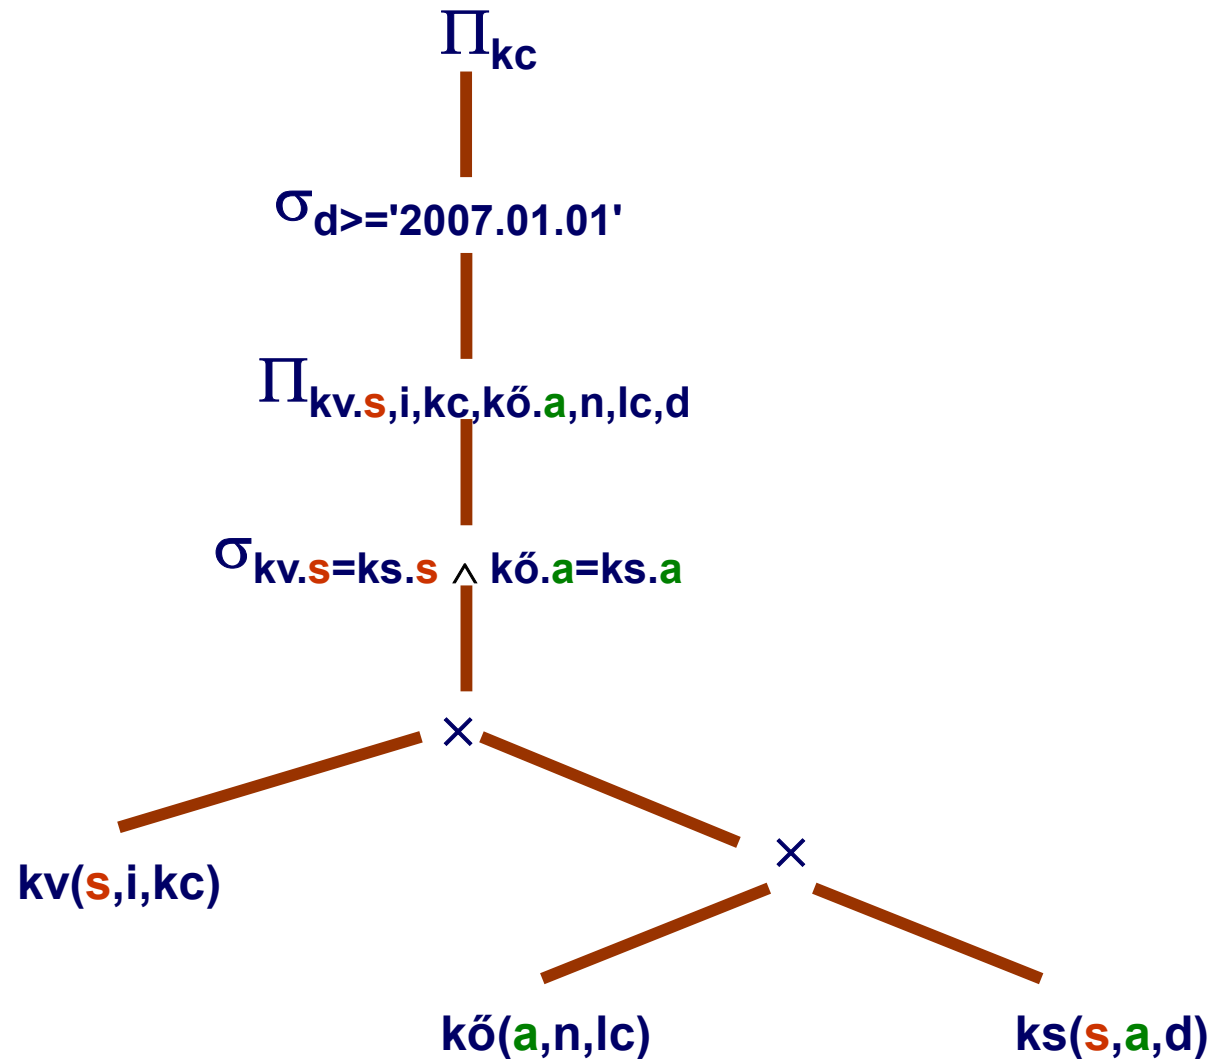 Πkc
σd>='2007.01.01'
Πkv.s,i,kc,kő.a,n,lc,d
σkv.s=ks.s ∧ kő.a=ks.a
×
×
kv(s,i,kc)
kő(a,n,lc) ks(s,a,d)